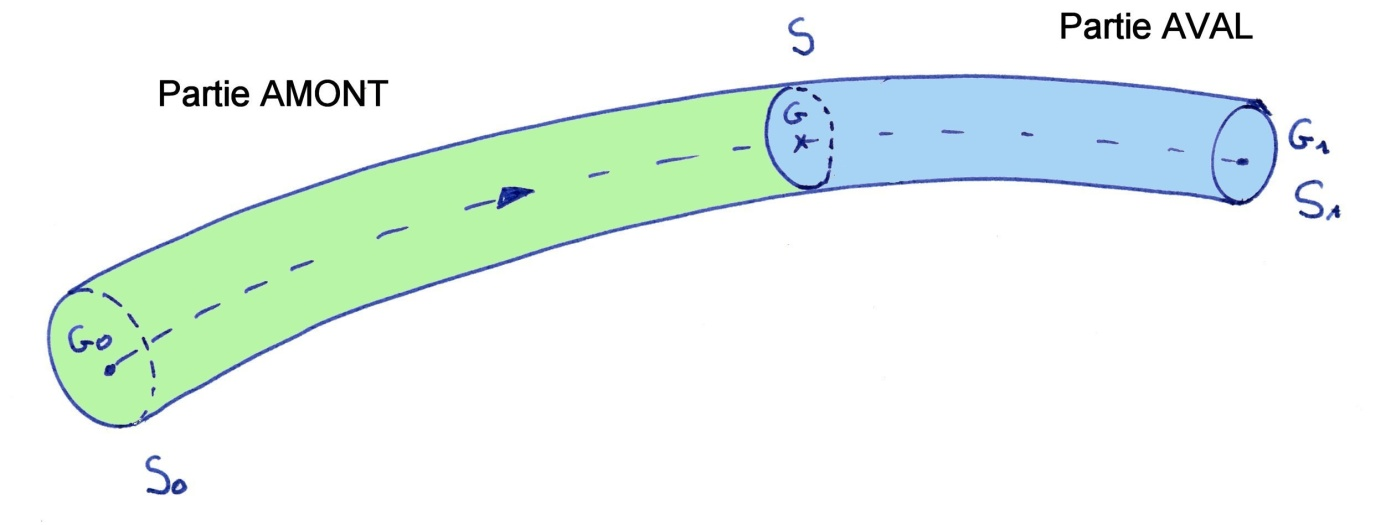 Partie AVAL
S
Partie AMONT
G
G1
S1
G0
S0